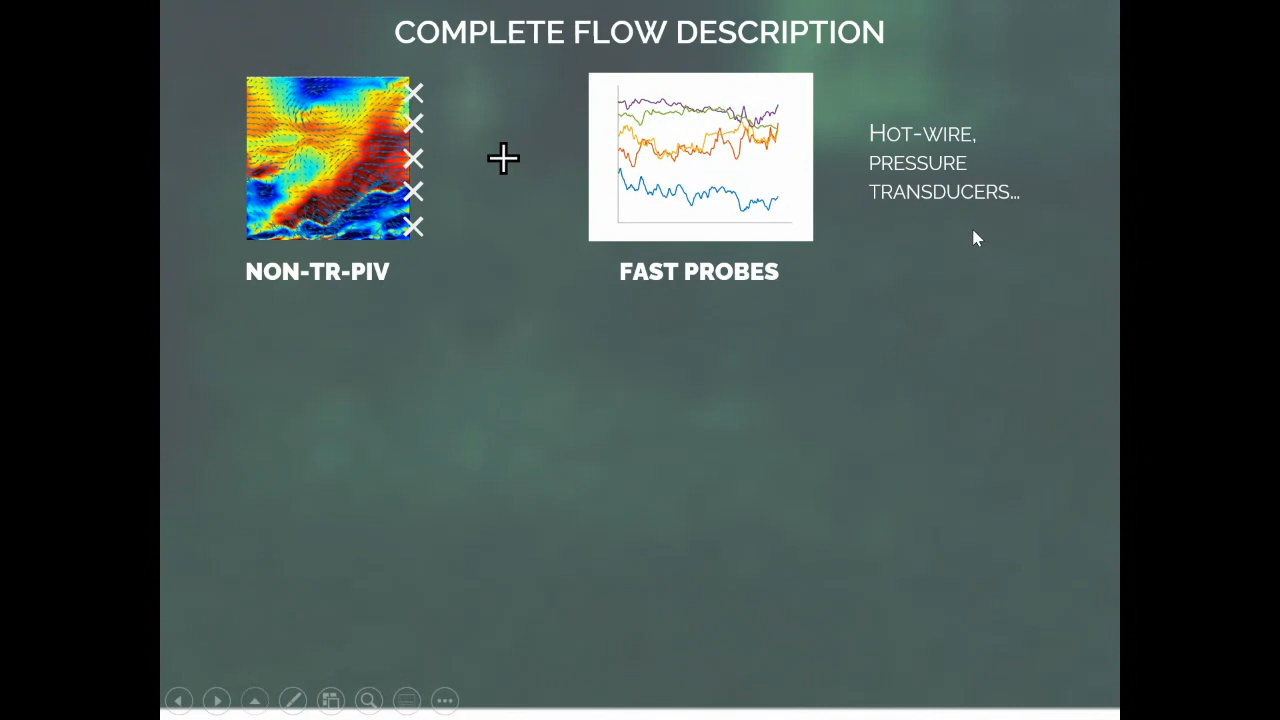 COMPLETE FLOW DESCRIPTION
HOT-WIRE,
PRESSURE
TRANSDUCERS...
NON-TR-PIV
FAST PROBES